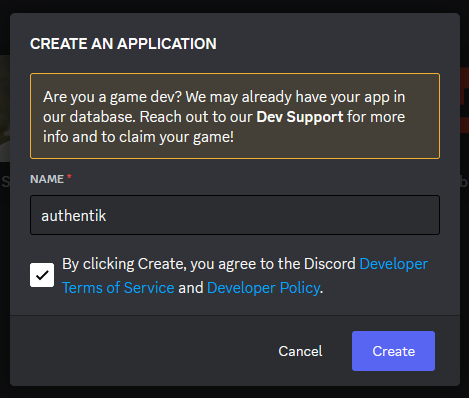 CREATE AN APPLICATION
Are you a game dev? We may already have your app in
our database. Reach out to our Dev Support for more
info and to claim your game!
NAME *
authentik
By clicking Create, you agree to the Discord Developer
Terms of Service and Developer Policy.
Cancel
Create